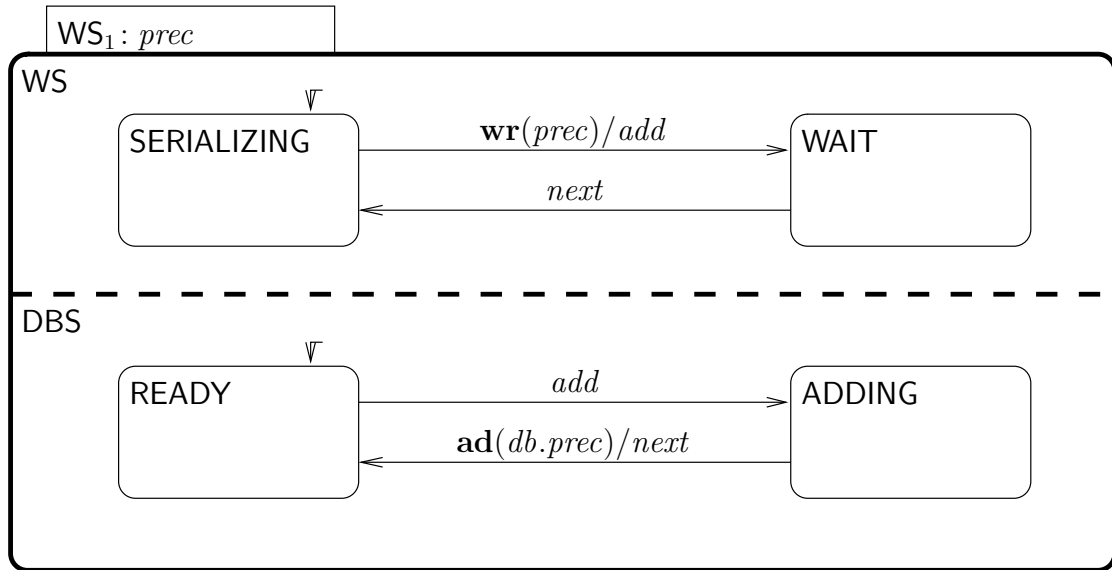 WS₁: prec
WS
SERIALIZING
wr(prec)/add
WAIT
next
DBS
READY
add
ADDING
ad(db.prec)/next